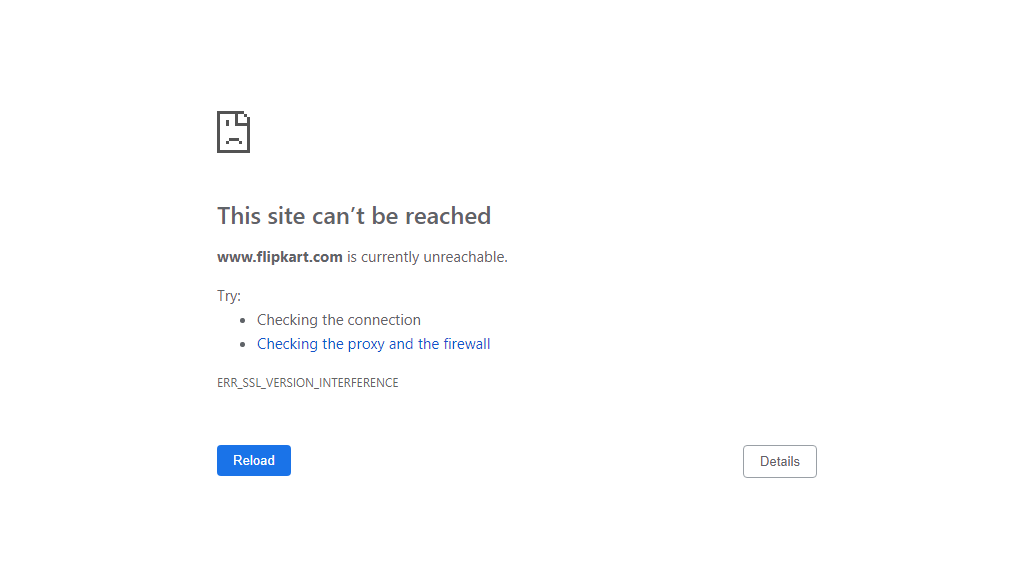 This site can’t be reached
www.flipkart.com is currently unreachable.
Try:
Checking the connection
Checking the proxy and the firewall
ERR_SSL_VERSION_INTERFERENCE
Reload
Details